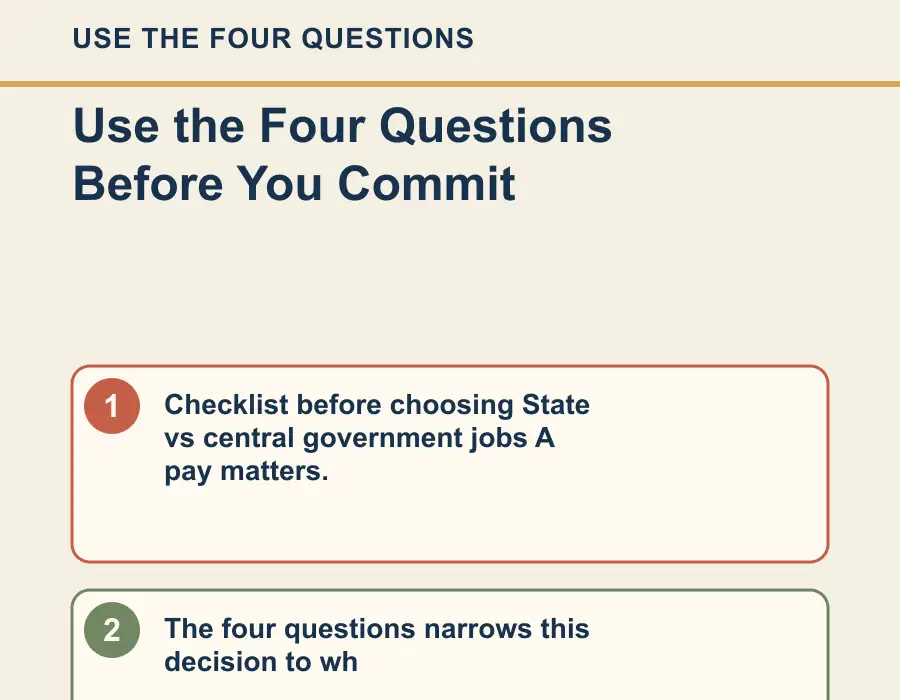 USE THE FOUR QUESTIONS
Use the Four Questions
Before You Commit
1
Checklist before choosing State
vs central government jobs A
pay matters.
2
The four questions narrows this
decision to wh